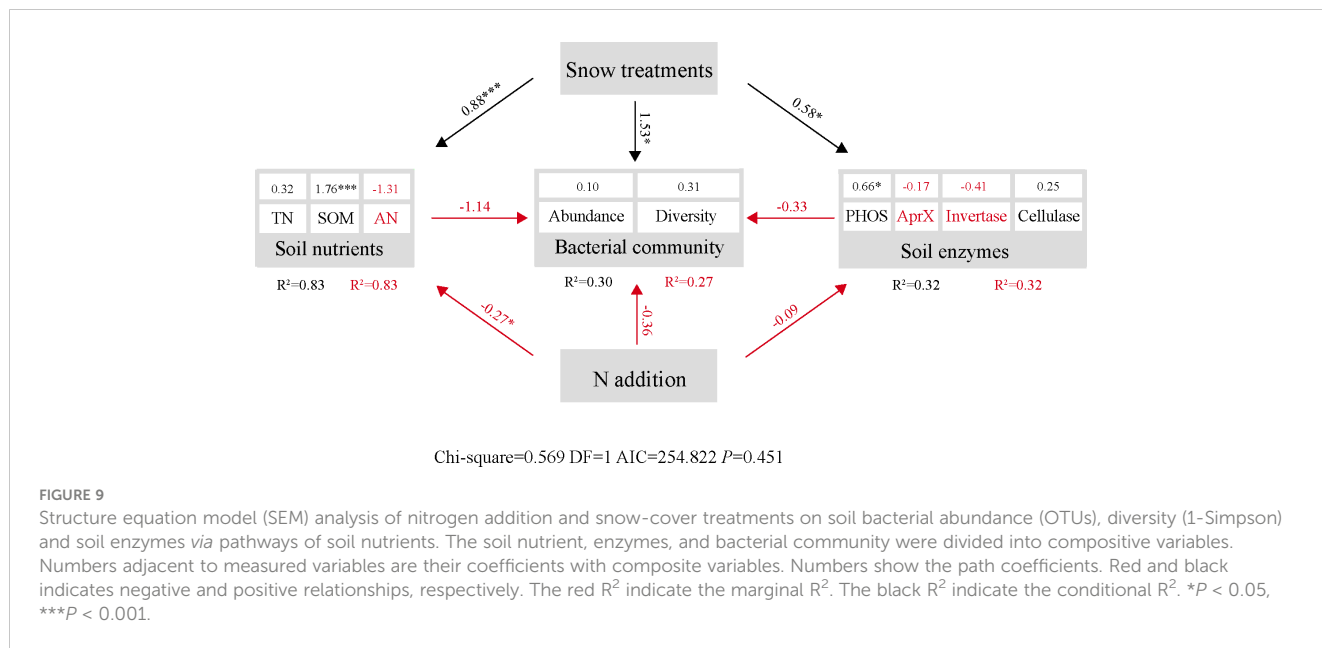 Snow treatments
0.88***
1.53*
0.58*
0.32 1.76*** -1.31
TN SOM AN
Soil nutrients
-1.14
0.10 0.31
Abundance Diversity
Bacterial community
-0.33
0.66* -0.17 -0.41 0.25
PHOS AprX Invertase Cellulase
Soil enzymes
R²=0.83 R²=0.83
R²=0.30 R²=0.27
R²=0.32 R²=0.32
-0.27*
-0.36
-0.09
N addition
Chi-square=0.569 DF=1 AIC=254.822 P=0.451
FIGURE 9
Structure equation model (SEM) analysis of nitrogen addition and snow-cover treatments on soil bacterial abundance (OTUs), diversity (1-Simpson)
and soil enzymes via pathways of soil nutrients. The soil nutrient, enzymes, and bacterial community were divided into compositive variables.
Numbers adjacent to measured variables are their coefficients with composite variables. Numbers show the path coefficients. Red and black
indicates negative and positive relationships, respectively. The red R² indicate the marginal R². The black R² indicate the conditional R². *P < 0.05,
***P < 0.001.